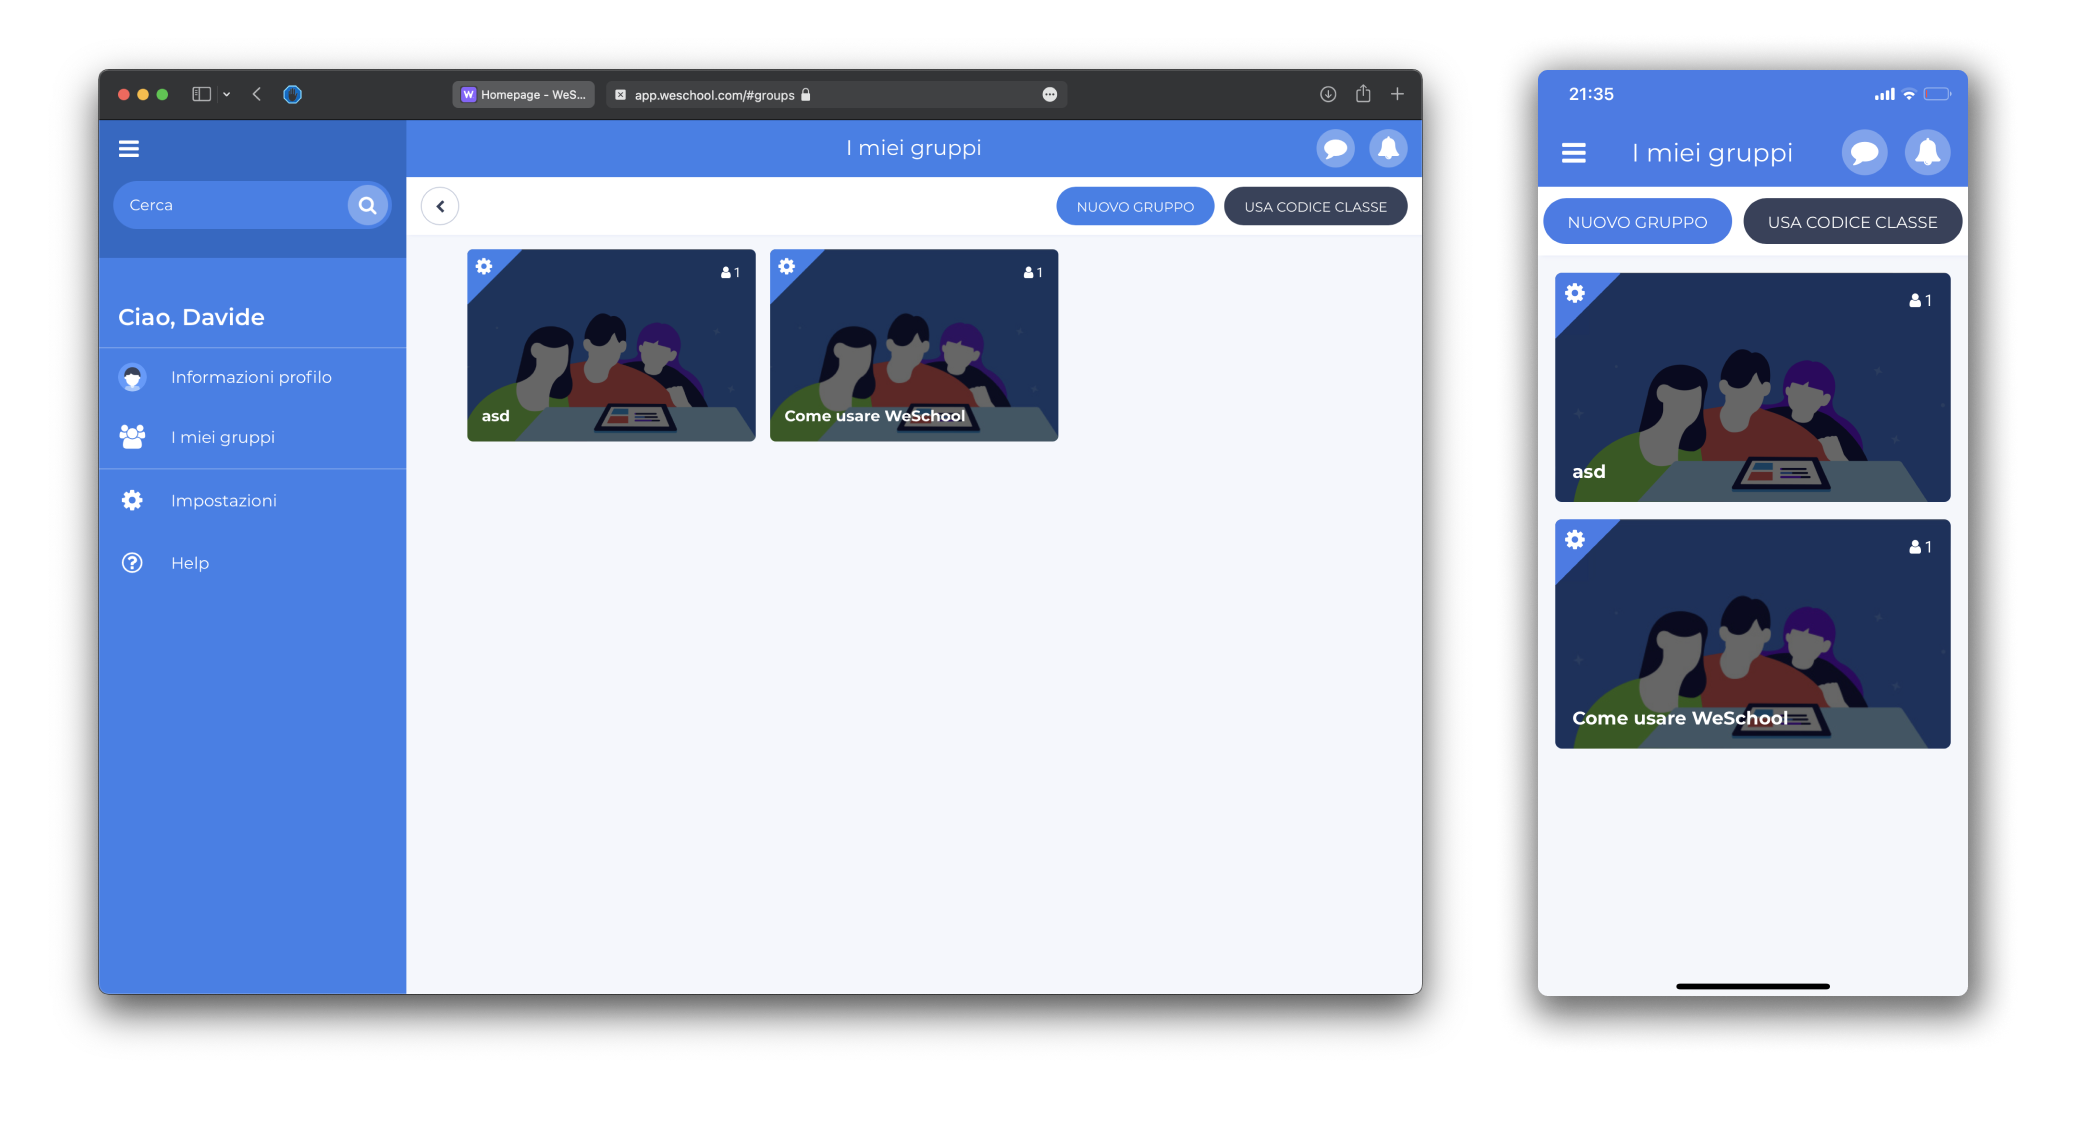 W Homepage - WeS...
app.weschool.com/#groups
I miei gruppi
Cerca
NUOVO GRUPPO
USA CODICE CLASSE
Ciao, Davide
Informazioni profilo
I miei gruppi
Impostazioni
Help
1
asd
1
Come usare WeSchool
21:35
I miei gruppi
NUOVO GRUPPO
USA CODICE CLASSE
1
asd
1
Come usare WeSchool